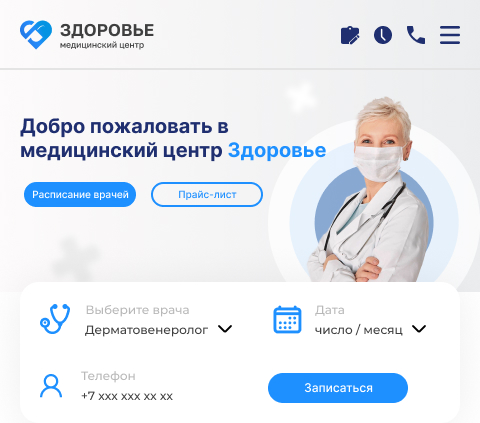 ЗДОРОВЬЕ
медицинский центр
Добро пожаловать в
медицинский центр Здоровье
Расписание врачей
Прайс-лист
Выберите врача
Дерматовенеролог
Дата
число / месяц
Телефон
+7 xxx xxx xx xx
Записаться